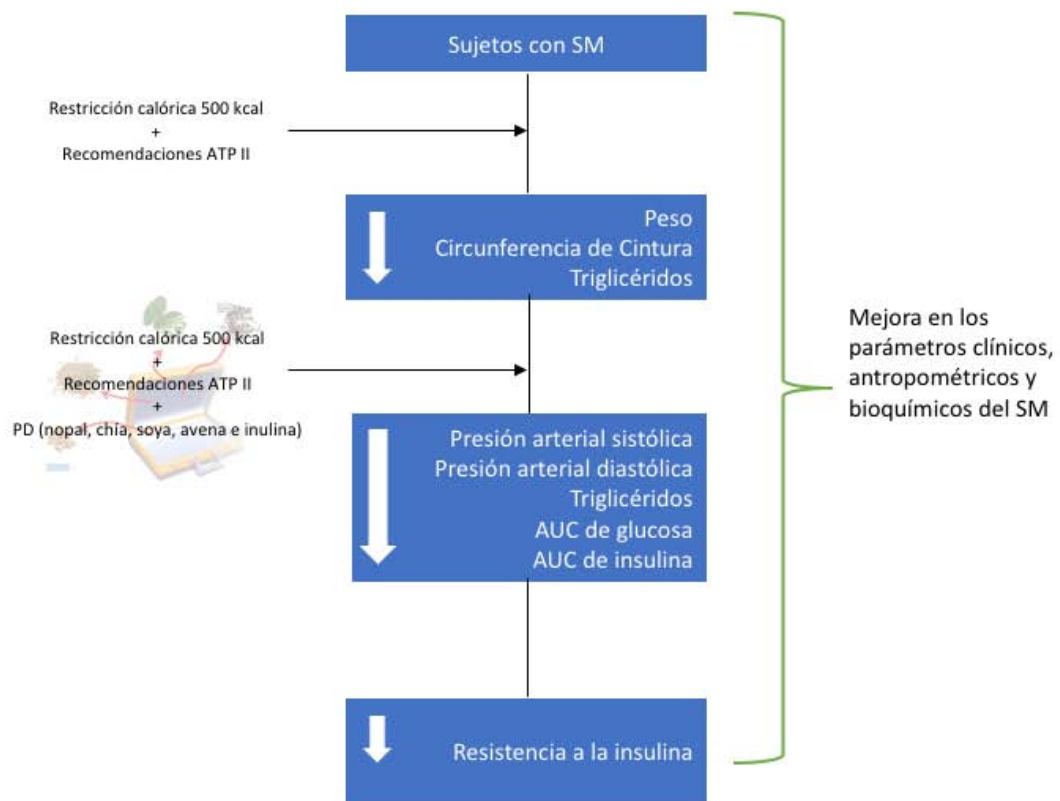 Sujetos con SM
Restricción calórica 500 kcal
+
Recomendaciones ATP II
Peso
Circunferencia de Cintura
Triglicéridos
Restricción calórica 500 kcal
+
Recomendaciones ATP II
+
PD (nopal, chía, soya, avena e inulina)
Presión arterial sistólica
Presión arterial diastólica
Triglicéridos
AUC de glucosa
AUC de insulina
Resistencia a la insulina
Mejora en los
parámetros clínicos,
antropométricos y
bioquímicos del SM